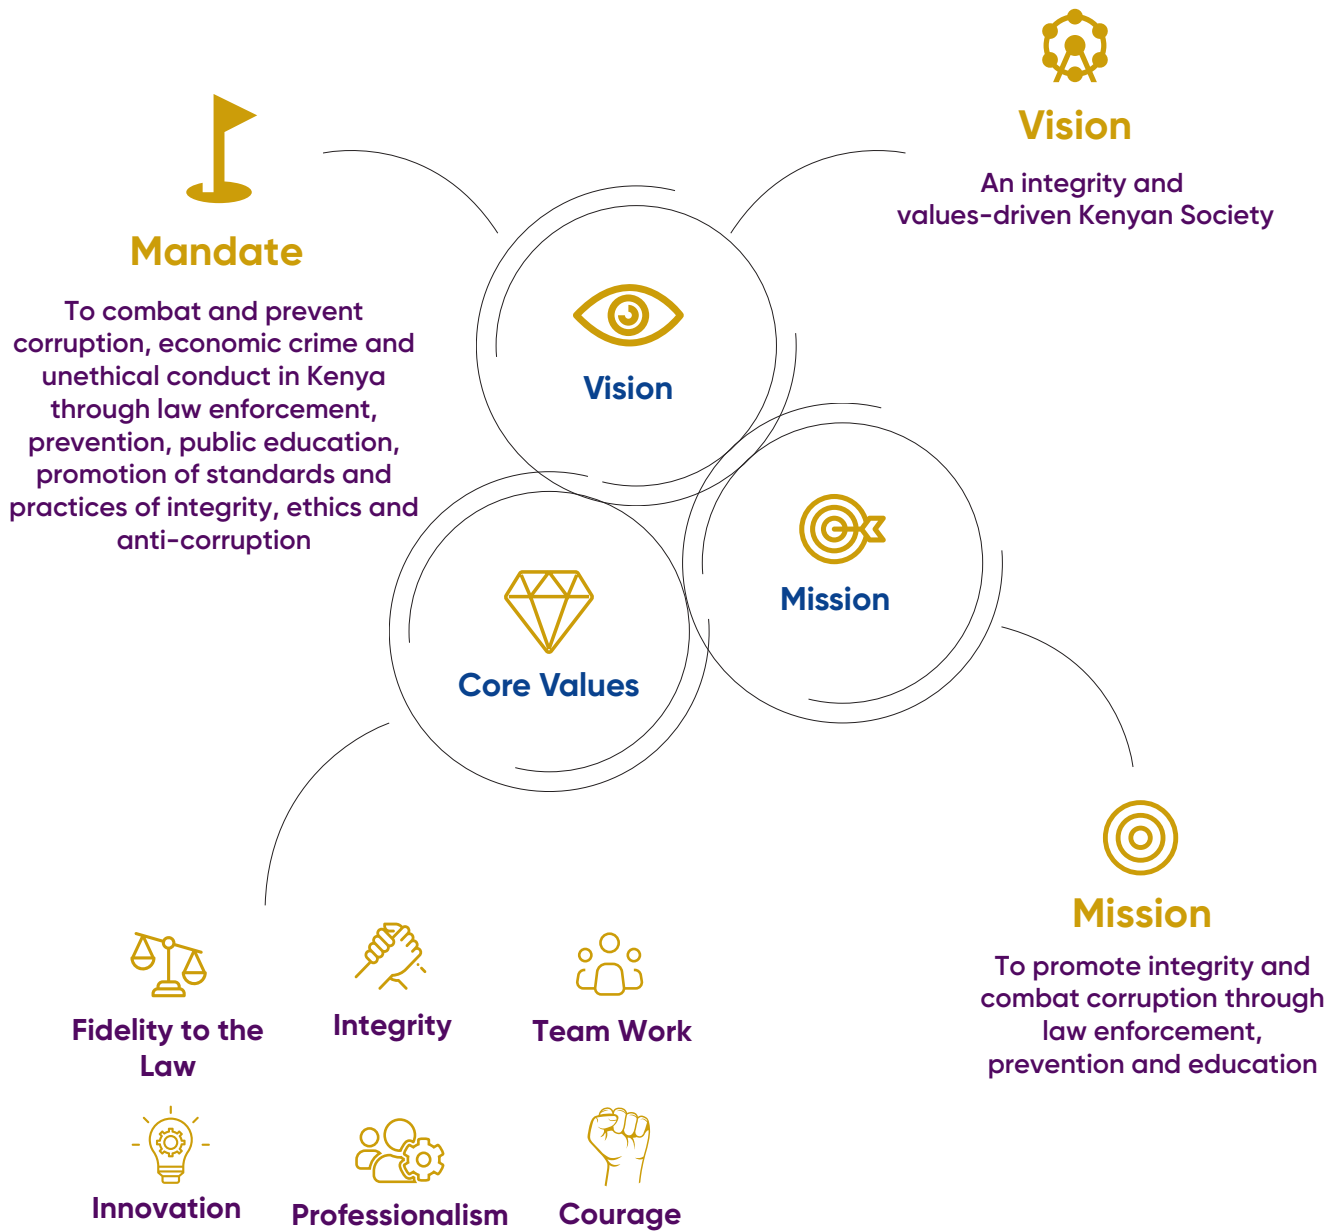 Mandate
To combat and prevent
corruption, economic crime and
unethical conduct in Kenya
through law enforcement,
prevention, public education,
promotion of standards and
practices of integrity, ethics and
anti-corruption
Vision
An integrity and
values-driven Kenyan Society
Vision
Mission
Core Values
Mission
To promote integrity and
combat corruption through
law enforcement,
prevention and education
Fidelity to the
Law
Integrity
Team Work
Innovation
Professionalism
Courage